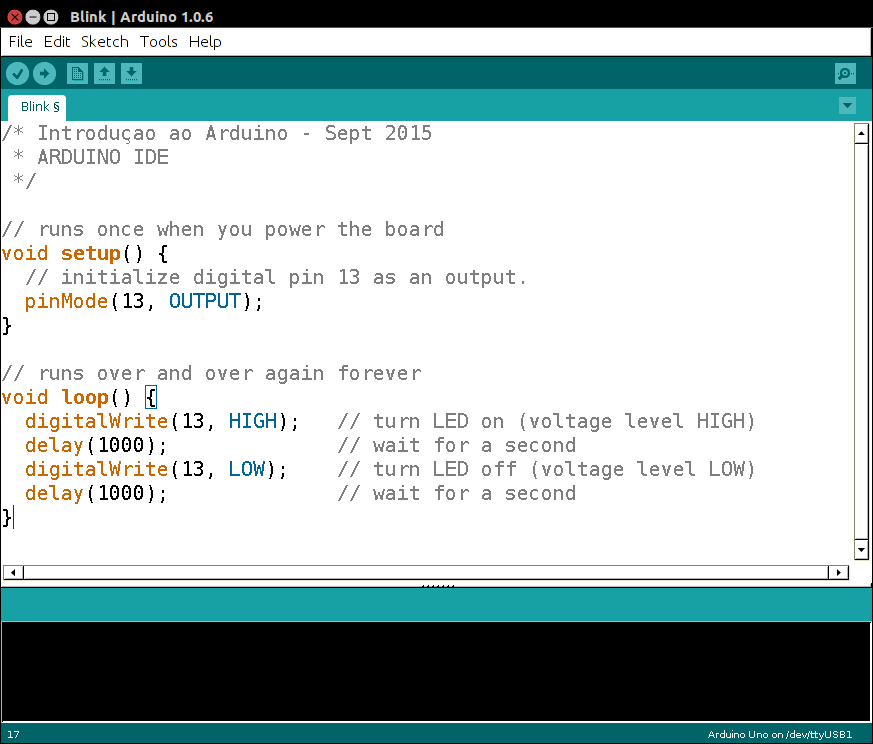 Blink | Arduino 1.0.6
File Edit Sketch Tools Help
Blink §
/* Introduçao ao Arduino - Sept 2015
 * ARDUINO IDE
 */
// runs once when you power the board
void setup() {
  // initialize digital pin 13 as an output.
  pinMode(13, OUTPUT);
}
// runs over and over again forever
void loop() {
  digitalWrite(13, HIGH);   // turn LED on (voltage level HIGH)
  delay(1000);              // wait for a second
  digitalWrite(13, LOW);    // turn LED off (voltage level LOW)
  delay(1000);              // wait for a second
}
17 Arduino Uno on /dev/ttyUSB1